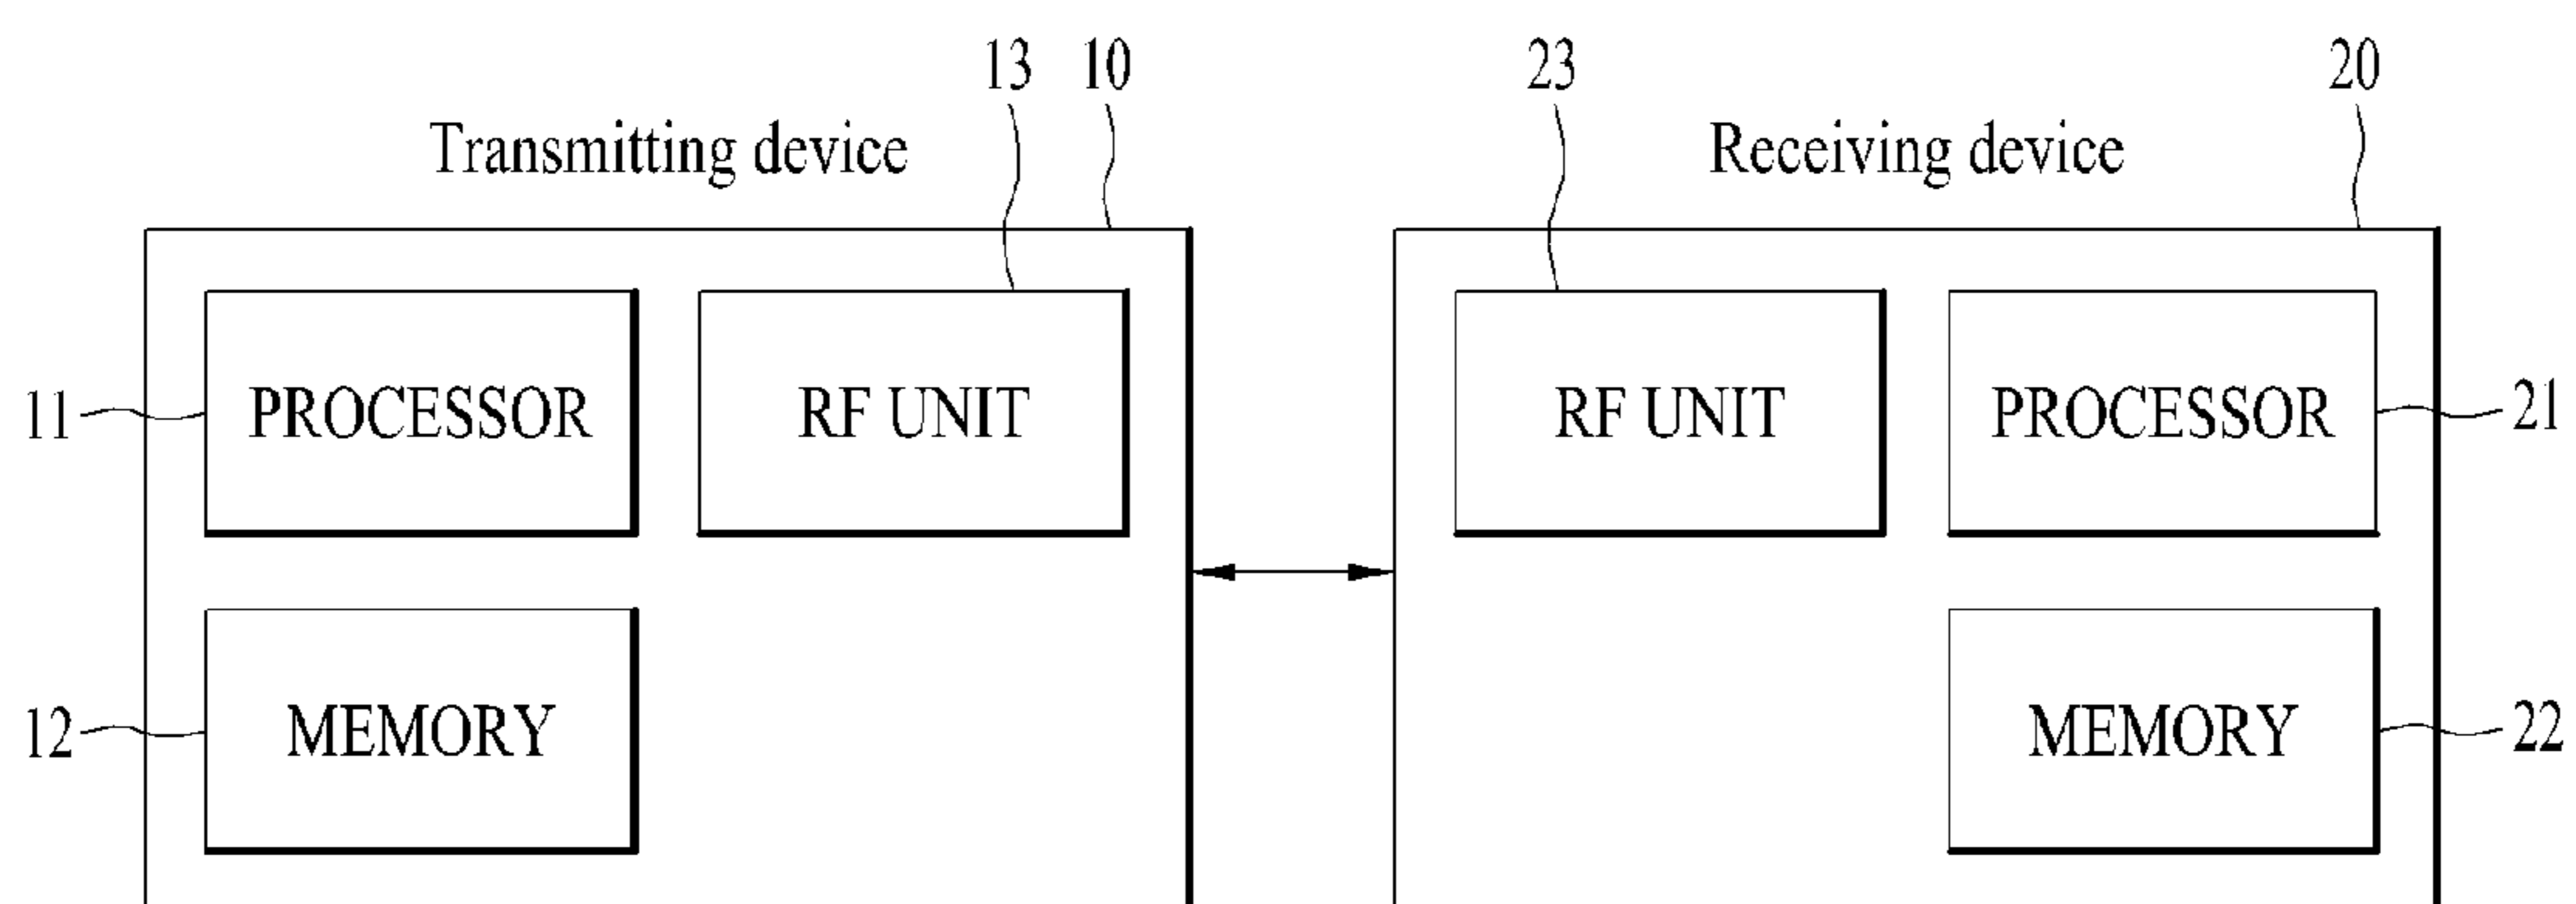 13 10 23 20
Transmitting device Receiving device
11 PROCESSOR RF UNIT RF UNIT PROCESSOR 21
12 MEMORY MEMORY 22